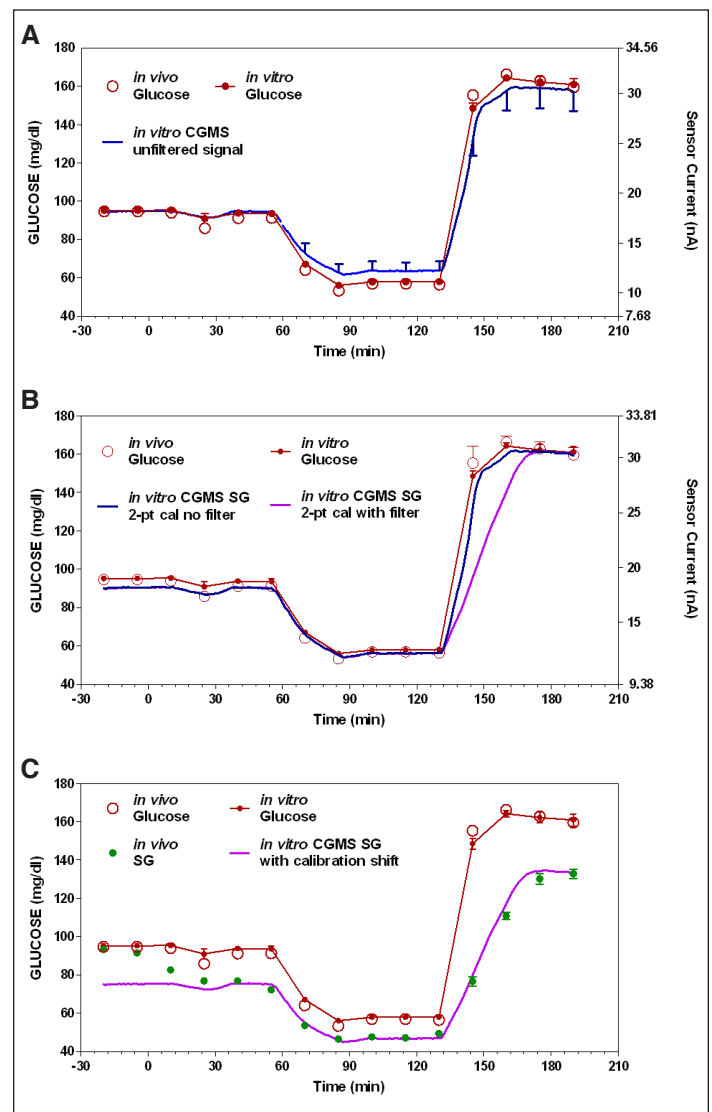 A
180
160
140
120
100
80
60
40
GLUCOSE (mg/dl)
in vivo
Glucose
in vitro
Glucose
in vitro CGMS
unfiltered signal
34.56
30
25
20
15
10
7.68
Sensor Current (nA)
-30 0 30 60 90 120 150 180 210
Time (min)
B
180
160
140
120
100
80
60
40
GLUCOSE (mg/dl)
in vivo
Glucose
in vitro
Glucose
in vitro CGMS SG
2-pt cal no filter
in vitro CGMS SG
2-pt cal with filter
33.81
30
25
20
15
9.38
Sensor Current (nA)
-30 0 30 60 90 120 150 180 210
Time (min)
C
180
160
140
120
100
80
60
40
GLUCOSE (mg/dl)
in vivo
Glucose
in vitro
Glucose
in vivo
SG
in vitro CGMS SG
with calibration shift
-30 0 30 60 90 120 150 180 210
Time (min)